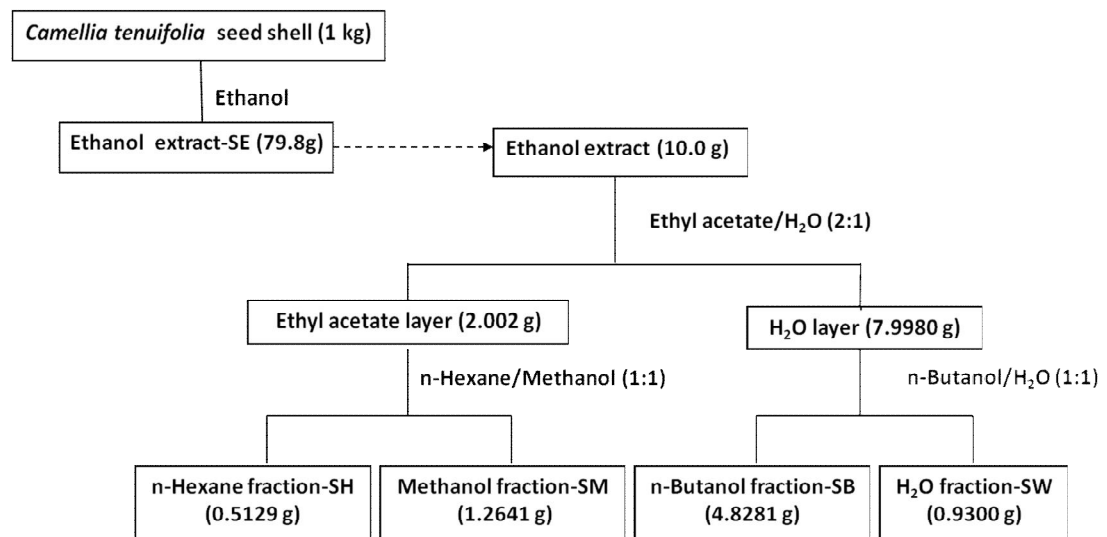 Camellia tenuifolia seed shell (1 kg)
Ethanol
Ethanol extract-SE (79.8g)
Ethanol extract (10.0 g)
Ethyl acetate/H₂O (2:1)
Ethyl acetate layer (2.002 g)
H₂O layer (7.9980 g)
n-Hexane/Methanol (1:1)
n-Butanol/H₂O (1:1)
n-Hexane fraction-SH
(0.5129 g)
Methanol fraction-SM
(1.2641 g)
n-Butanol fraction-SB
(4.8281 g)
H₂O fraction-SW
(0.9300 g)